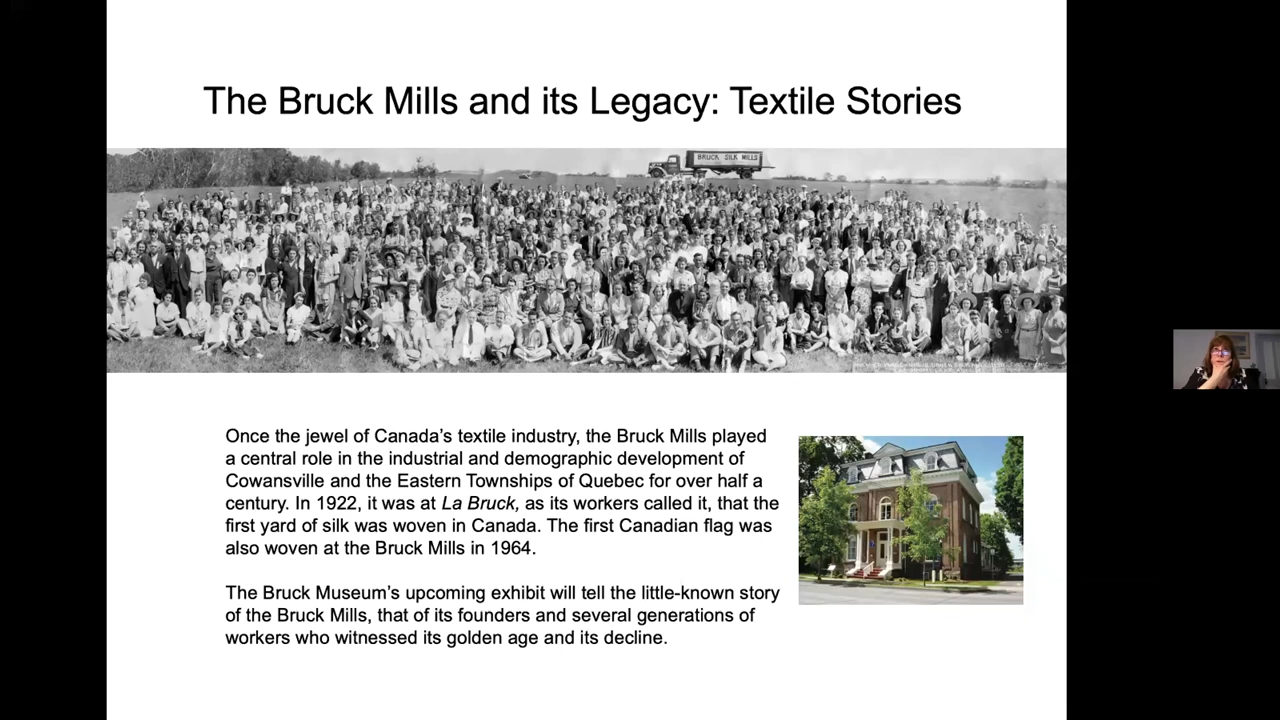 The Bruck Mills and its Legacy: Textile Stories
BRUCK SILK MILLS
Once the jewel of Canada's textile industry, the Bruck Mills played
a central role in the industrial and demographic development of
Cowansville and the Eastern Townships of Quebec for over half a
century. In 1922, it was at La Bruck, as its workers called it, that the
first yard of silk was woven in Canada. The first Canadian flag was
also woven at the Bruck Mills in 1964.
The Bruck Museum's upcoming exhibit will tell the little-known story
of the Bruck Mills, that of its founders and several generations of
workers who witnessed its golden age and its decline.